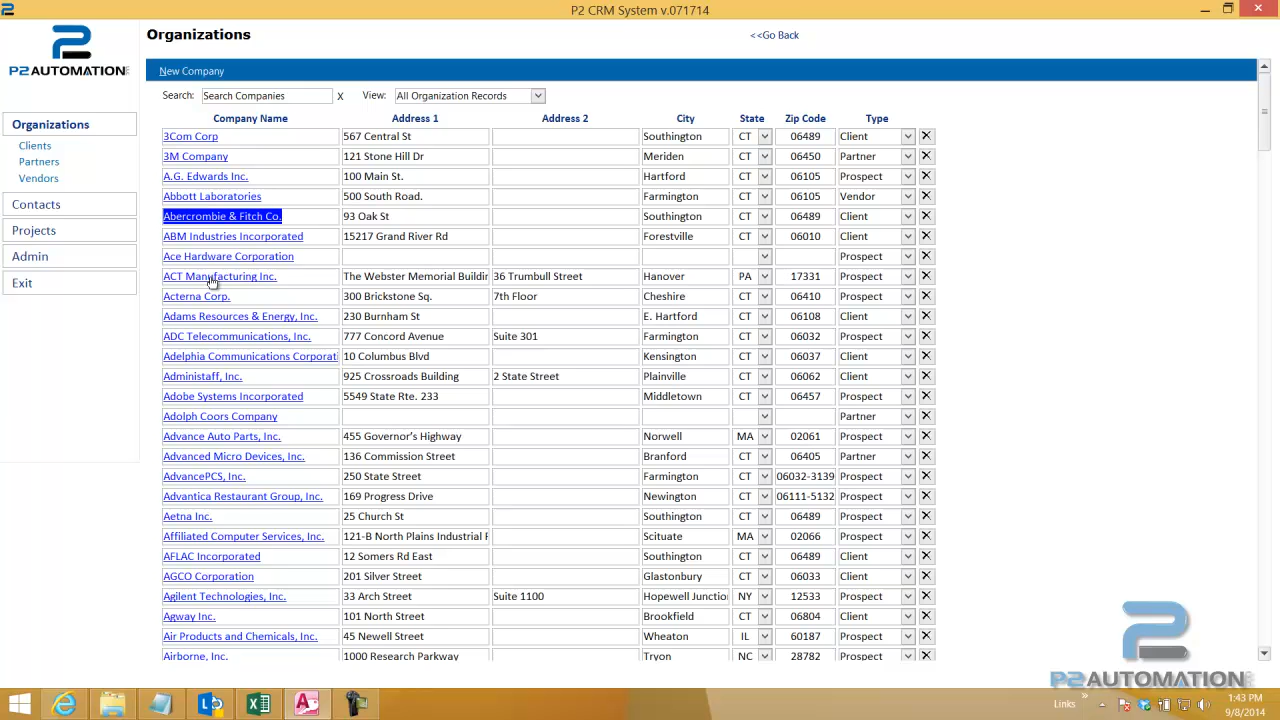 P2 CRM System v.071714
2
P2AUTOMATION LLC
Organizations
<<Go Back
New Company
Search: Search Companies X View: All Organization Records
Organizations
Clients
Partners
Vendors
Contacts
Projects
Admin
Exit
Company Name Address 1 Address 2 City State Zip Code Type
3Com Corp 567 Central St Southington CT 06489 Client
3M Company 121 Stone Hill Dr Meriden CT 06450 Partner
A.G. Edwards Inc. 100 Main St. Hartford CT 06105 Prospect
Abbott Laboratories 500 South Road. Farmington CT 06105 Vendor
Abercrombie & Fitch Co. 93 Oak St Southington CT 06489 Client
ABM Industries Incorporated 15217 Grand River Rd Forestville CT 06010 Client
Ace Hardware Corporation Prospect
ACT Manufacturing Inc. The Webster Memorial Buildin 36 Trumbull Street Hanover PA 17331 Prospect
Acterna Corp. 300 Brickstone Sq. 7th Floor Cheshire CT 06410 Prospect
Adams Resources & Energy, Inc. 230 Burnham St E. Hartford CT 06108 Client
ADC Telecommunications, Inc. 777 Concord Avenue Suite 301 Farmington CT 06032 Prospect
Adelphia Communications Corporati 10 Columbus Blvd Kensington CT 06037 Client
Administaff, Inc. 925 Crossroads Building 2 State Street Plainville CT 06062 Client
Adobe Systems Incorporated 5549 State Rte. 233 Middletown CT 06457 Prospect
Adolph Coors Company Partner
Advance Auto Parts, Inc. 455 Governor's Highway Norwell MA 02061 Prospect
Advanced Micro Devices, Inc. 136 Commission Street Branford CT 06405 Partner
AdvancePCS, Inc. 250 State Street Farmington CT 06032-3139 Prospect
Advantica Restaurant Group, Inc. 169 Progress Drive Newington CT 06111-5132 Prospect
Aetna Inc. 25 Church St Southington CT 06489 Prospect
Affiliated Computer Services, Inc. 121-B North Plains Industrial F Scituate MA 02066 Prospect
AFLAC Incorporated 12 Somers Rd East Southington CT 06489 Client
AGCO Corporation 201 Silver Street Glastonbury CT 06033 Client
Agilent Technologies, Inc. 33 Arch Street Suite 1100 Hopewell Junctio NY 12533 Prospect
Agway Inc. 101 North Street Brookfield CT 06804 Client
Air Products and Chemicals, Inc. 45 Newell Street Wheaton IL 60187 Prospect
Airborne, Inc. 1000 Research Parkway Tryon NC 28782 Prospect
2
P2AUTOMATION
Links
1:43 PM
9/8/2014